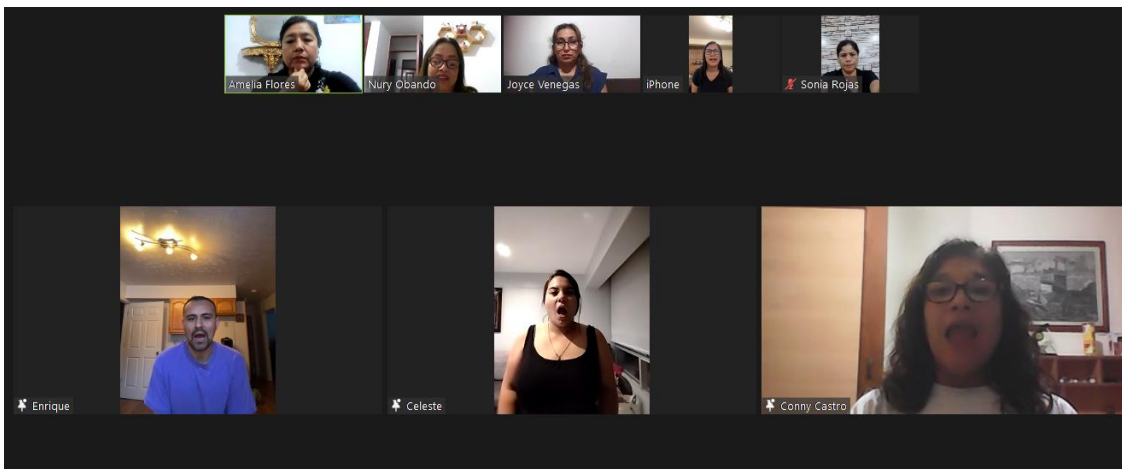 Amelia Flores
Nury Obando
Joyce Venegas
iPhone
Sonia Rojas
Enrique
Celeste
Conny Castro